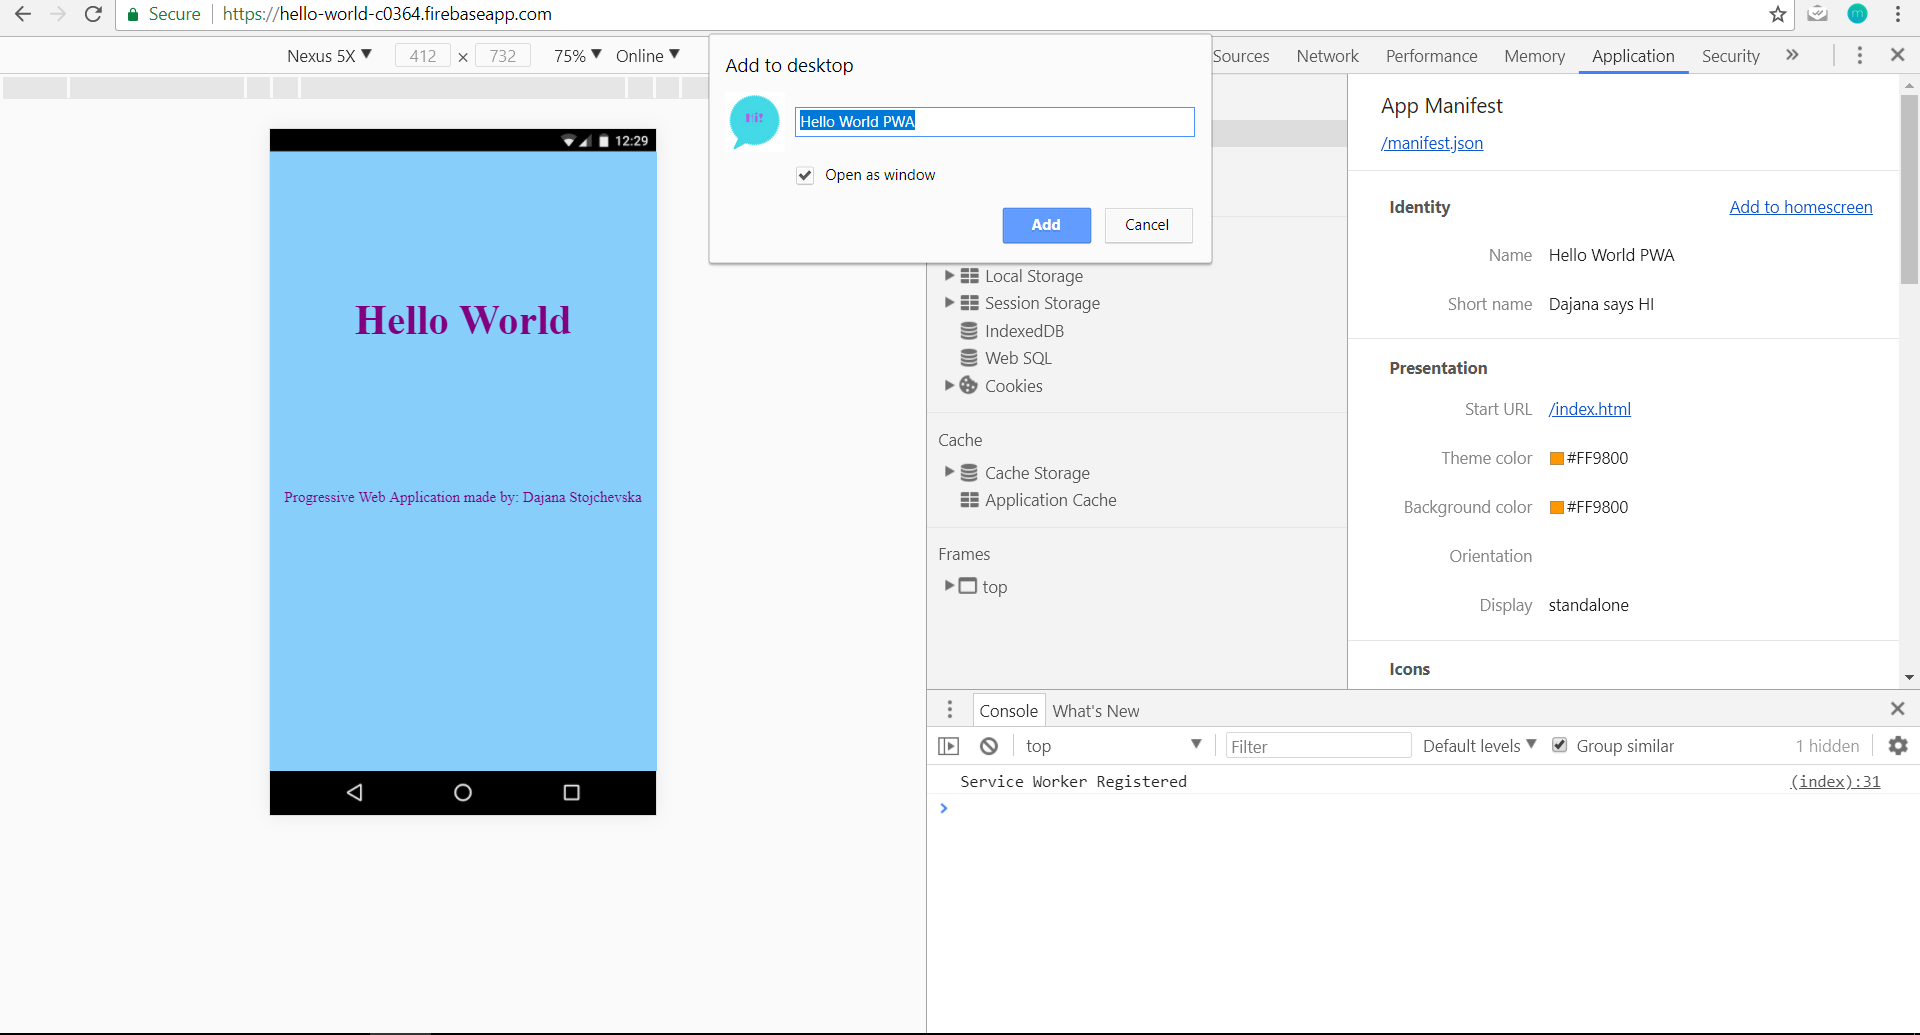 Secure https://hello-world-c0364.firebaseapp.com
m
Nexus 5X 412 × 732 75% Online
Sources Network Performance Memory Application Security »
Add to desktop
Hi!
Hello World PWA
Open as window
Add Cancel
12:29
Hello World
Progressive Web Application made by: Dajana Stojchevska
Local Storage
Session Storage
IndexedDB
Web SQL
Cookies
Cache
Cache Storage
Application Cache
Frames
top
App Manifest
/manifest.json
Identity Add to homescreen
Name Hello World PWA
Short name Dajana says HI
Presentation
Start URL /index.html
Theme color #FF9800
Background color #FF9800
Orientation
Display standalone
Icons
Console What's New
top Filter Default levels Group similar 1 hidden
Service Worker Registered (index):31